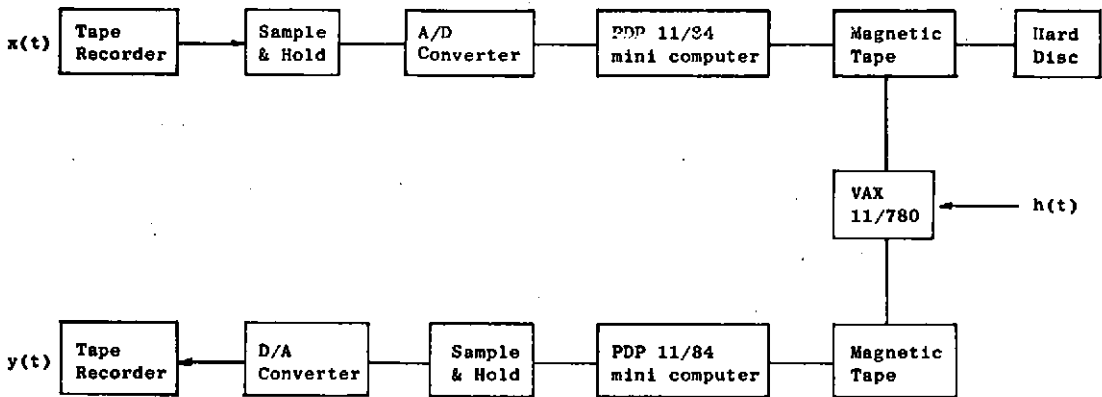 x(t)
Tape
Recorder
Sample
& Hold
A/D
Converter
PDP 11/84
mini computer
Magnetic
Tape
Hard
Disc
VAX
11/780
h(t)
y(t)
Tape
Recorder
D/A
Converter
Sample
& Hold
PDP 11/84
mini computer
Magnetic
Tape